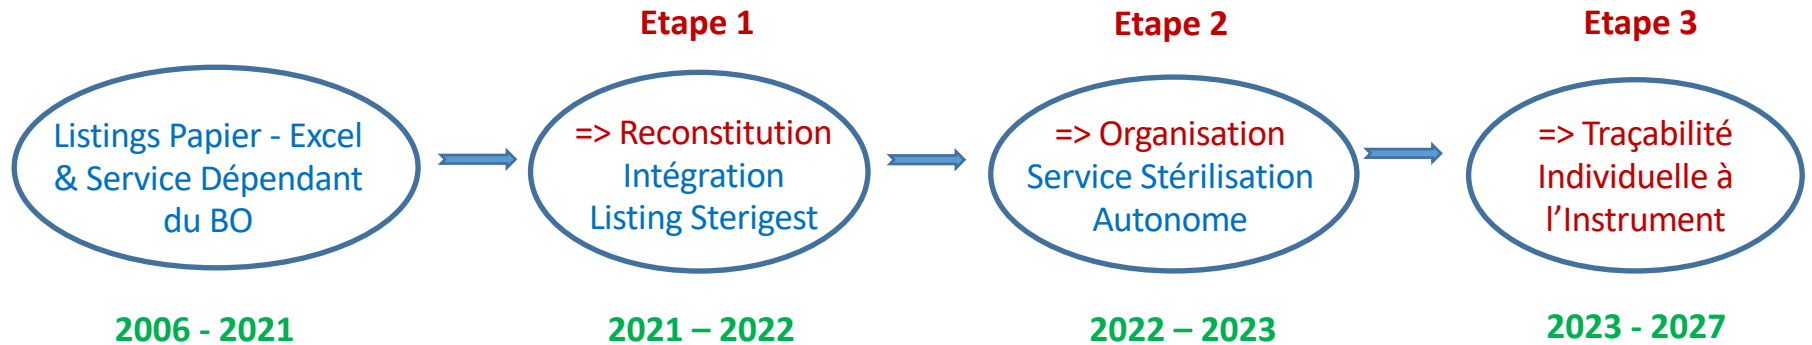 Etape 1
Etape 2
Etape 3
Listings Papier - Excel
& Service Dépendant
du BO
=> Reconstitution
Intégration
Listing Sterigest
=> Organisation
Service Stérilisation
Autonome
=> Traçabilité
Individuelle à
l’Instrument
2006 - 2021
2021 – 2022
2022 – 2023
2023 - 2027